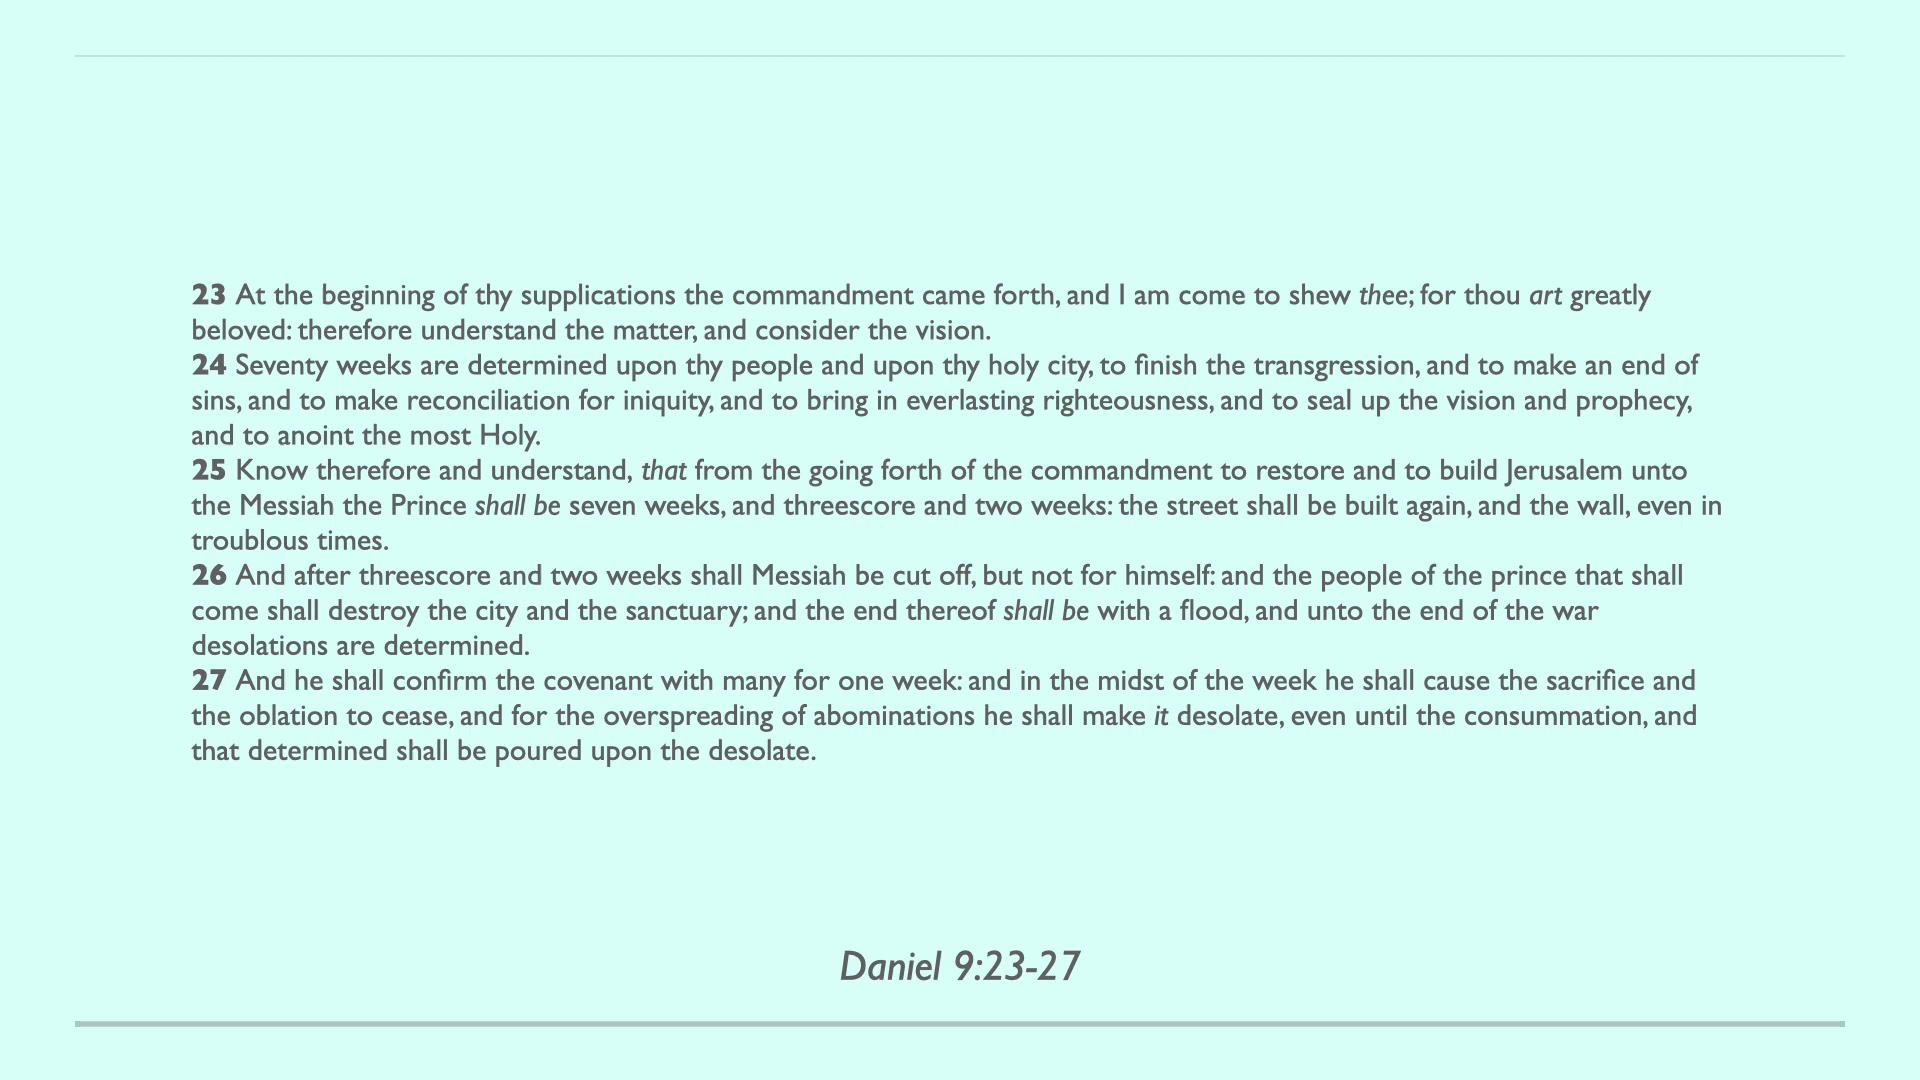 23 At the beginning of thy supplications the commandment came forth, and I am come to shew thee; for thou art greatly
beloved: therefore understand the matter, and consider the vision.
24 Seventy weeks are determined upon thy people and upon thy holy city, to finish the transgression, and to make an end of
sins, and to make reconciliation for iniquity, and to bring in everlasting righteousness, and to seal up the vision and prophecy,
and to anoint the most Holy.
25 Know therefore and understand, that from the going forth of the commandment to restore and to build Jerusalem unto
the Messiah the Prince shall be seven weeks, and threescore and two weeks: the street shall be built again, and the wall, even in
troublous times.
26 And after threescore and two weeks shall Messiah be cut off, but not for himself: and the people of the prince that shall
come shall destroy the city and the sanctuary; and the end thereof shall be with a flood, and unto the end of the war
desolations are determined.
27 And he shall confirm the covenant with many for one week: and in the midst of the week he shall cause the sacrifice and
the oblation to cease, and for the overspreading of abominations he shall make it desolate, even until the consummation, and
that determined shall be poured upon the desolate.
Daniel 9:23-27